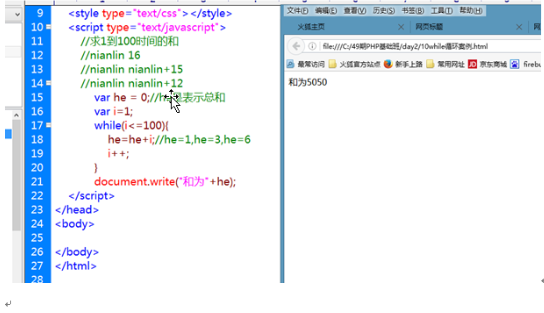 9 <style type="text/css"></style>
10 <script type="text/javascript">
11 //求1到100时间的和
12 //nianlin 16
13 //nianlin nianlin+15
14 //nianlin nianlin+12
15 var he = 0;//he 表示总和
16 var i=1;
17 while(i<=100){
18 he=he+i;//he=1,he=3,he=6
19 i++;
20 }
21 document.write("和为"+he);
22 </script>
23 </head>
24 <body>
25
26 </body>
27 </html>
28
文件(F) 编辑(E) 查看(V) 历史(S) 书签(B) 工具(T) 帮助(H)
火狐主页 × 网页标题 × 网
file:///C:/49期PHP基础班/day2/10while循环案例.html
最常访问 火狐官方站点 新手上路 常用网址 JD 京东商城 firebu
和为5050